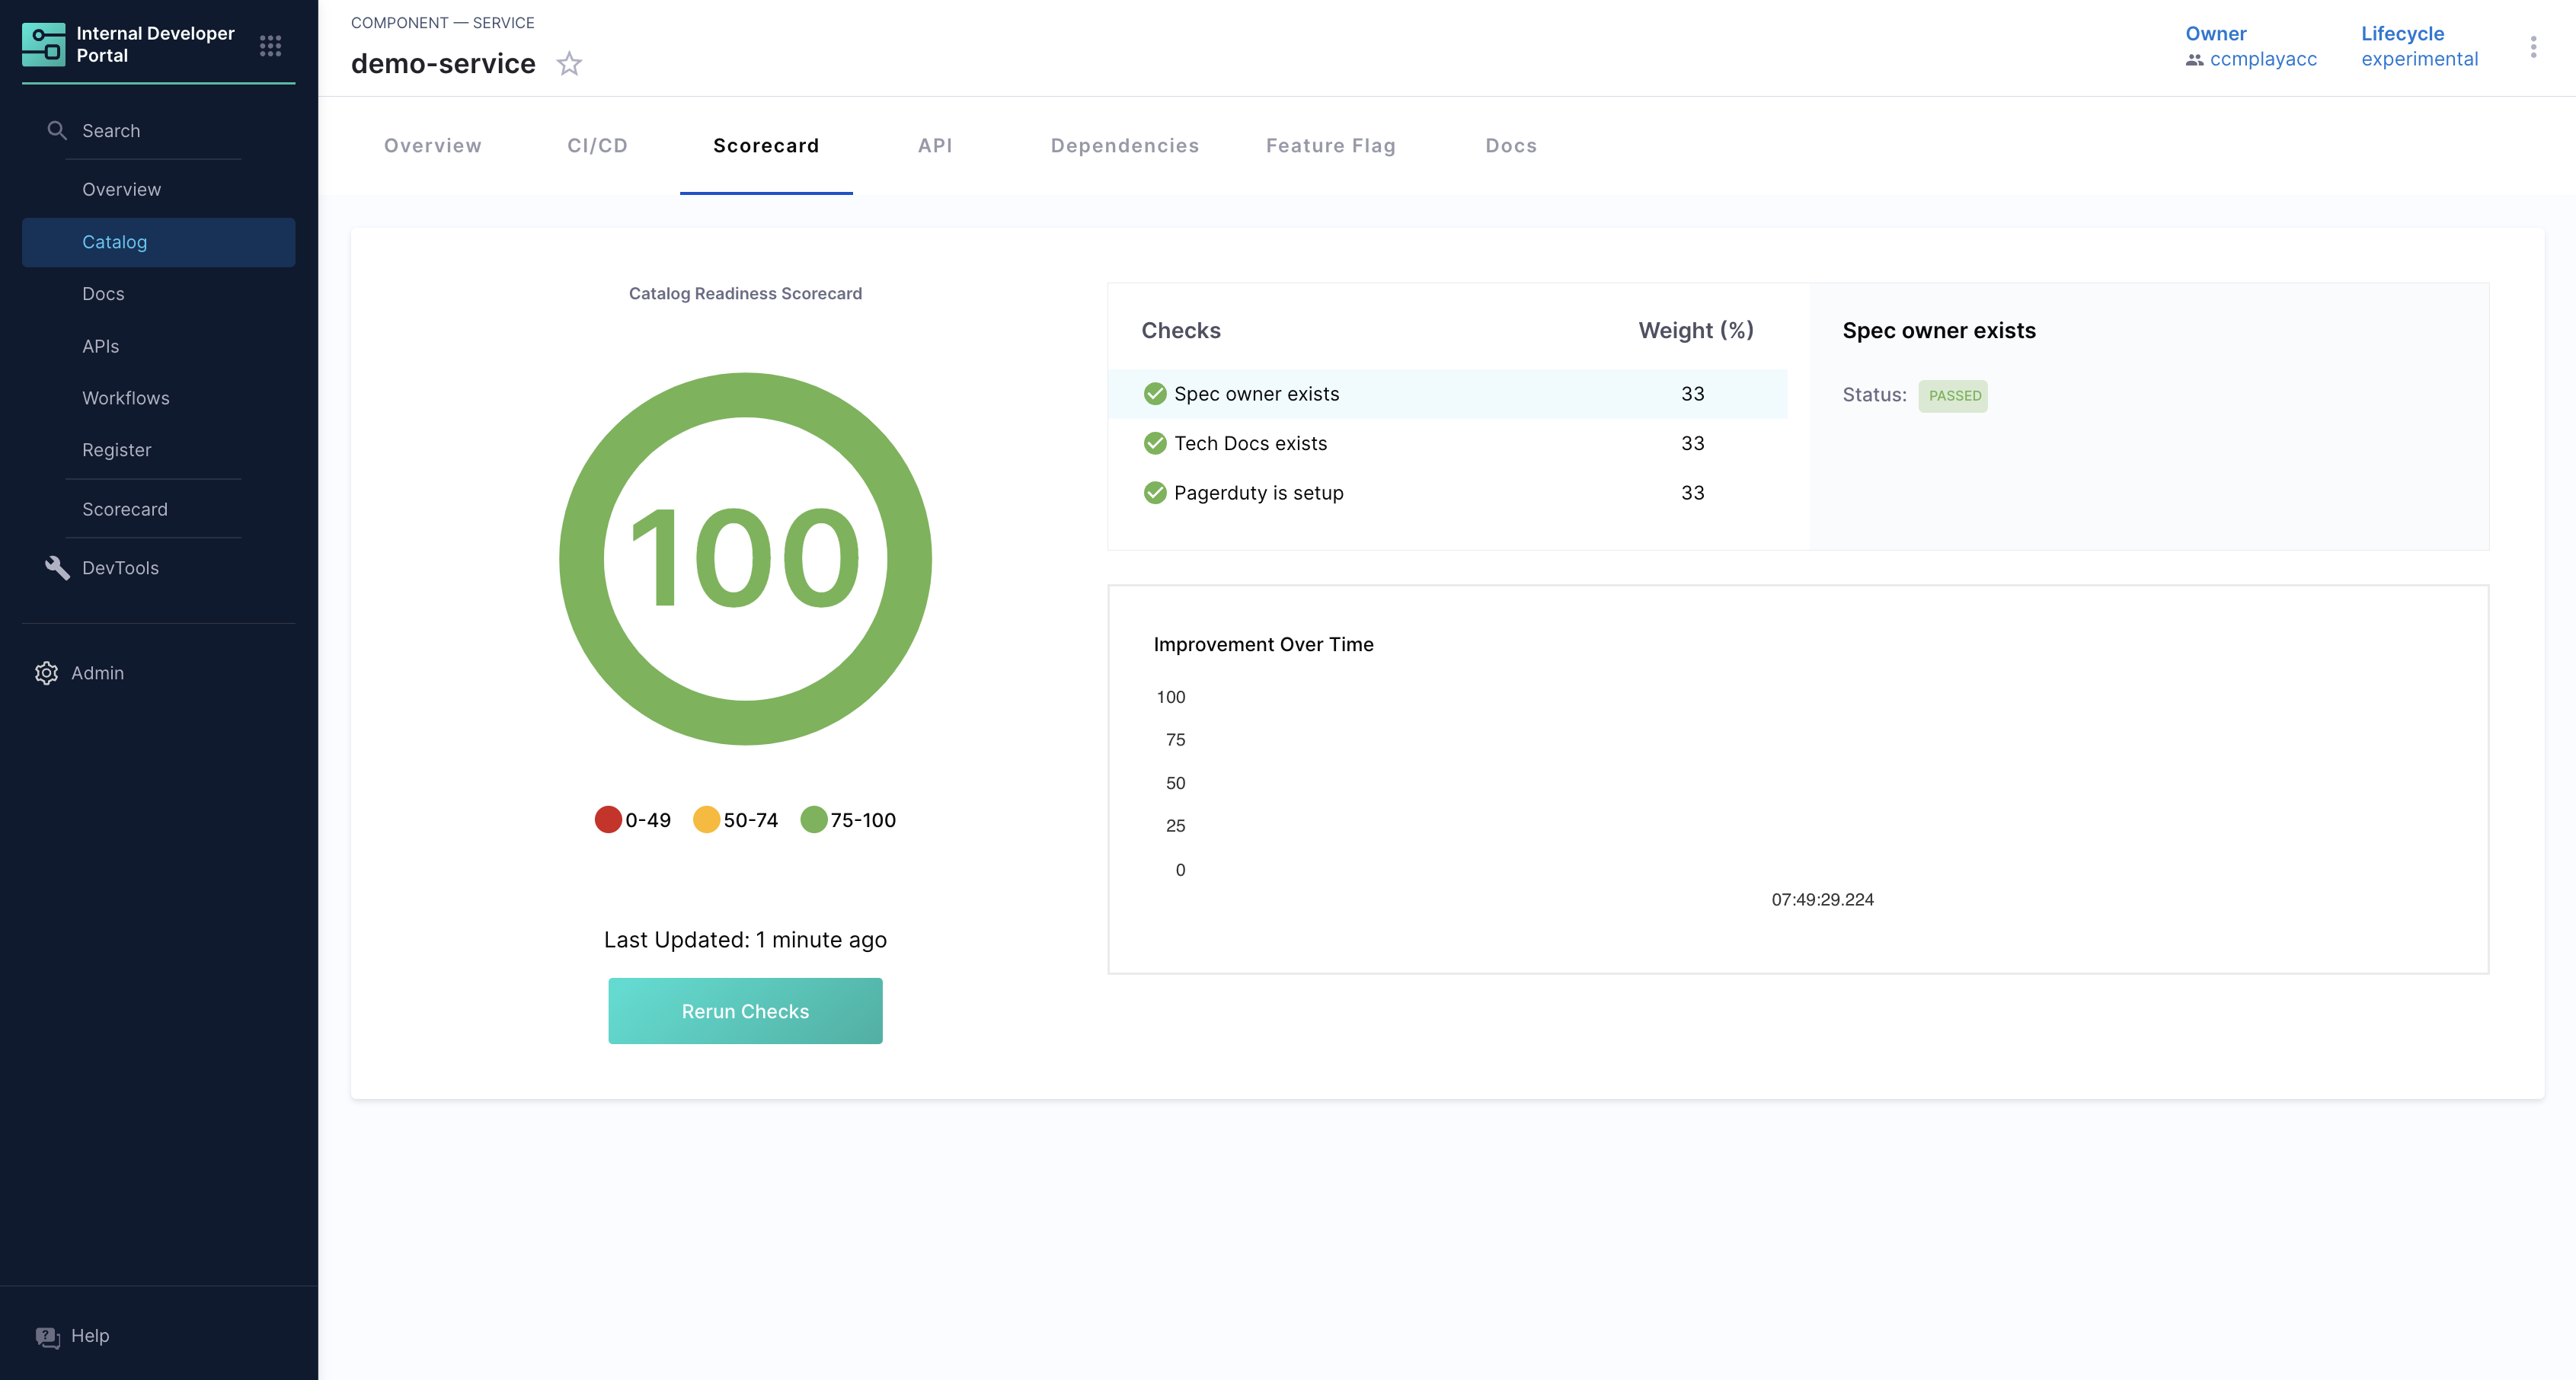 Internal Developer
Portal
Search
Overview
Catalog
Docs
APIs
Workflows
Register
Scorecard
DevTools
Admin
Help
COMPONENT — SERVICE
demo-service
Owner
ccmplayacc
Lifecycle
experimental
Overview CI/CD Scorecard API Dependencies Feature Flag Docs
Catalog Readiness Scorecard
100
0-49 50-74 75-100
Last Updated: 1 minute ago
Rerun Checks
Checks Weight (%)
Spec owner exists 33
Tech Docs exists 33
Pagerduty is setup 33
Spec owner exists
Status: PASSED
Improvement Over Time
100
75
50
25
0
07:49:29.224